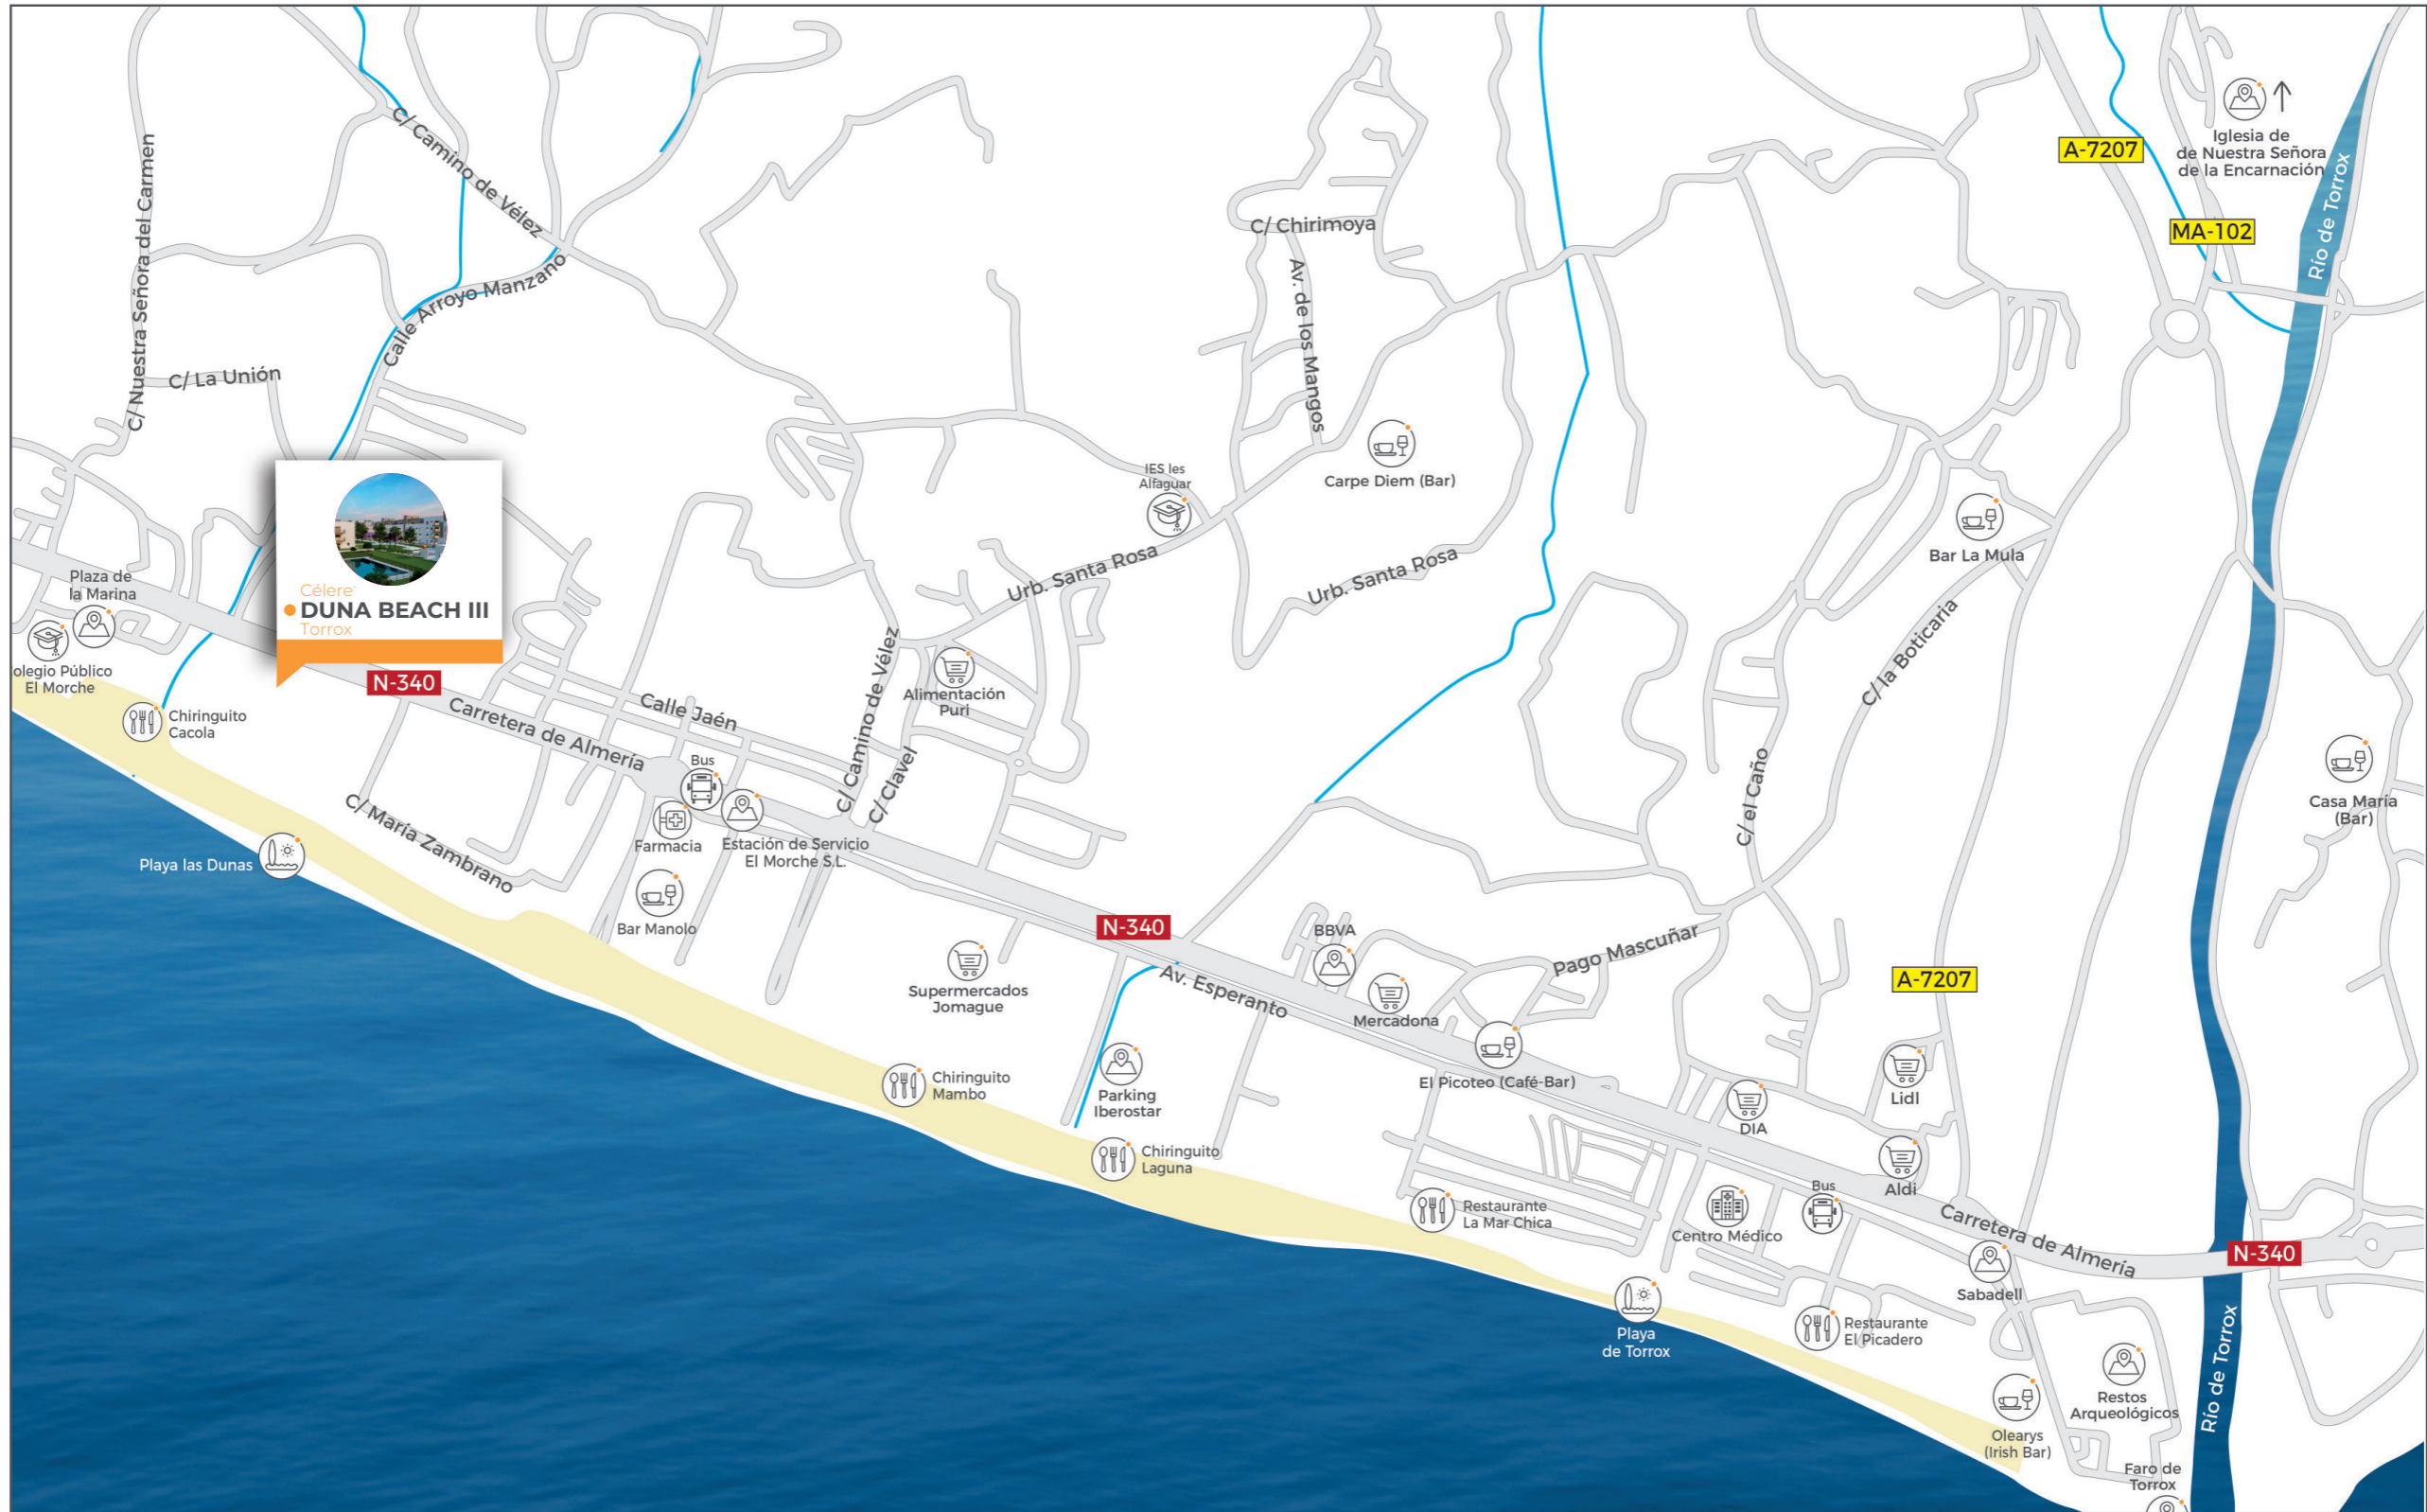 A-7207
Iglesia de
de Nuestra Señora
de la Encarnación
Río de Torrox
MA-102
C/ Camino de Vélez
C/ Nuestra Señora del Carmen
Calle Arroyo Manzano
C/ La Unión
C/ Chirimoya
Av. de los Mangos
Carpe Diem (Bar)
IES les
Alfaguar
Urb. Santa Rosa
Urb. Santa Rosa
Bar La Mula
C/ la Boticaria
Célere
DUNA BEACH III
Torrox
Plaza de
la Marina
olegio Público
El Morche
N-340
Chiringuito
Cacola
Carretera de Almería
Calle Jaén
C/ Camino de Vélez
C/ Clavel
Alimentación
Puri
Bus
Farmacia
Estación de Servicio
El Morche S.L.
C/ María Zambrano
Playa las Dunas
Bar Manolo
C/ el Caño
Casa María
(Bar)
N-340
Av. Esperanto
BBVA
Mercadona
Pago Mascuñar
A-7207
Supermercados
Jomague
El Picoteo (Café-Bar)
Chiringuito
Mambo
Parking
Iberostar
Chiringuito
Laguna
DIA
Lidl
Aldi
Restaurante
La Mar Chica
Centro Médico
Bus
Carretera de Almería
N-340
Sabadell
Playa
de Torrox
Restaurante
El Picadero
Río de Torrox
Restos
Arqueológicos
Olearys
(Irish Bar)
Faro de
Torrox